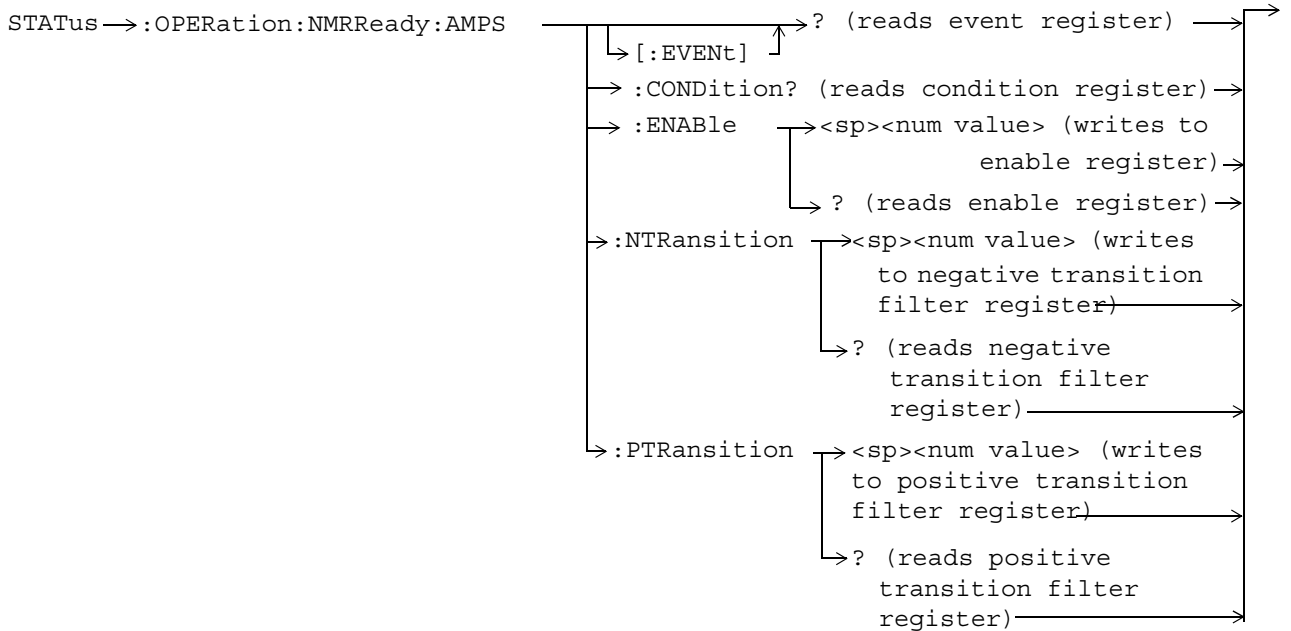 STATus :OPERation:NMRReady:AMPS ? (reads event register)
[:EVENt]
:CONDition? (reads condition register)
:ENABle <sp><num value> (writes to
enable register)
? (reads enable register)
:NTRansition <sp><num value> (writes
to negative transition
filter register)
? (reads negative
transition filter
register)
:PTRansition <sp><num value> (writes
to positive transition
filter register)
? (reads positive
transition filter
register)